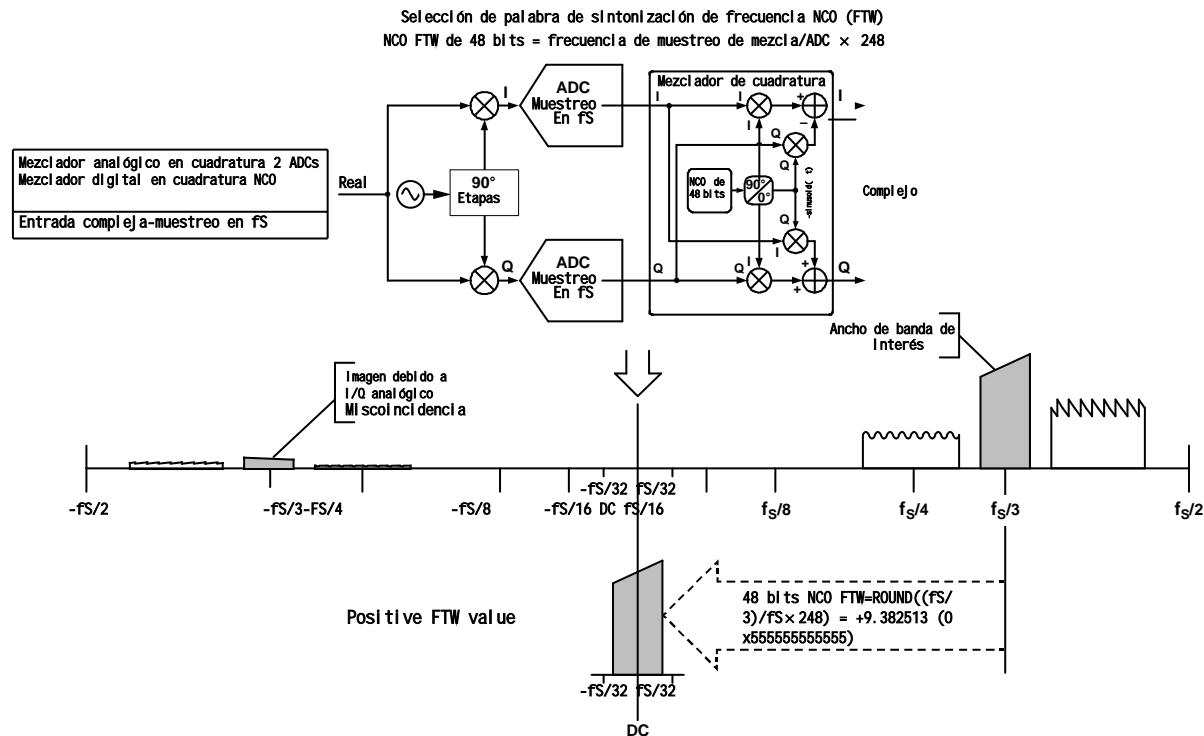 Selección de palabra de sintonización de frecuencia NCO (FTW)
NCO FTW de 48 bits = frecuencia de muestreo de mezcla/ADC × 248
Mezclador analógico en cuadratura 2 ADCs
Mezclador digital en cuadratura NCO
Entrada compleja-muestreo en fS
Real
90°
Etapas
I
Q
ADC
Muestreo
En fS
ADC
Muestreo
En fS
Mezclador de cuadratura
I
I
I
+
I
–
Q
Q
NCO de
48 bits
90°
0°
-sinusoid( t)
Complejo
Q
I
+
Q
Q
I
+
Q
Ancho de banda de
Interés
Imagen debido a
I/Q analógico
Miscoincidencia
-fS/32 fS/32
-fS/2
-fS/3-FS/4
-fS/8
-fS/16 DC fS/16
fS/8
fS/4
fS/3
fS/2
Positive FTW value
48 bits NCO FTW=ROUND((fS/
3)/fS×248) = +9.382513 (0
x555555555555)
-fS/32 fS/32
DC